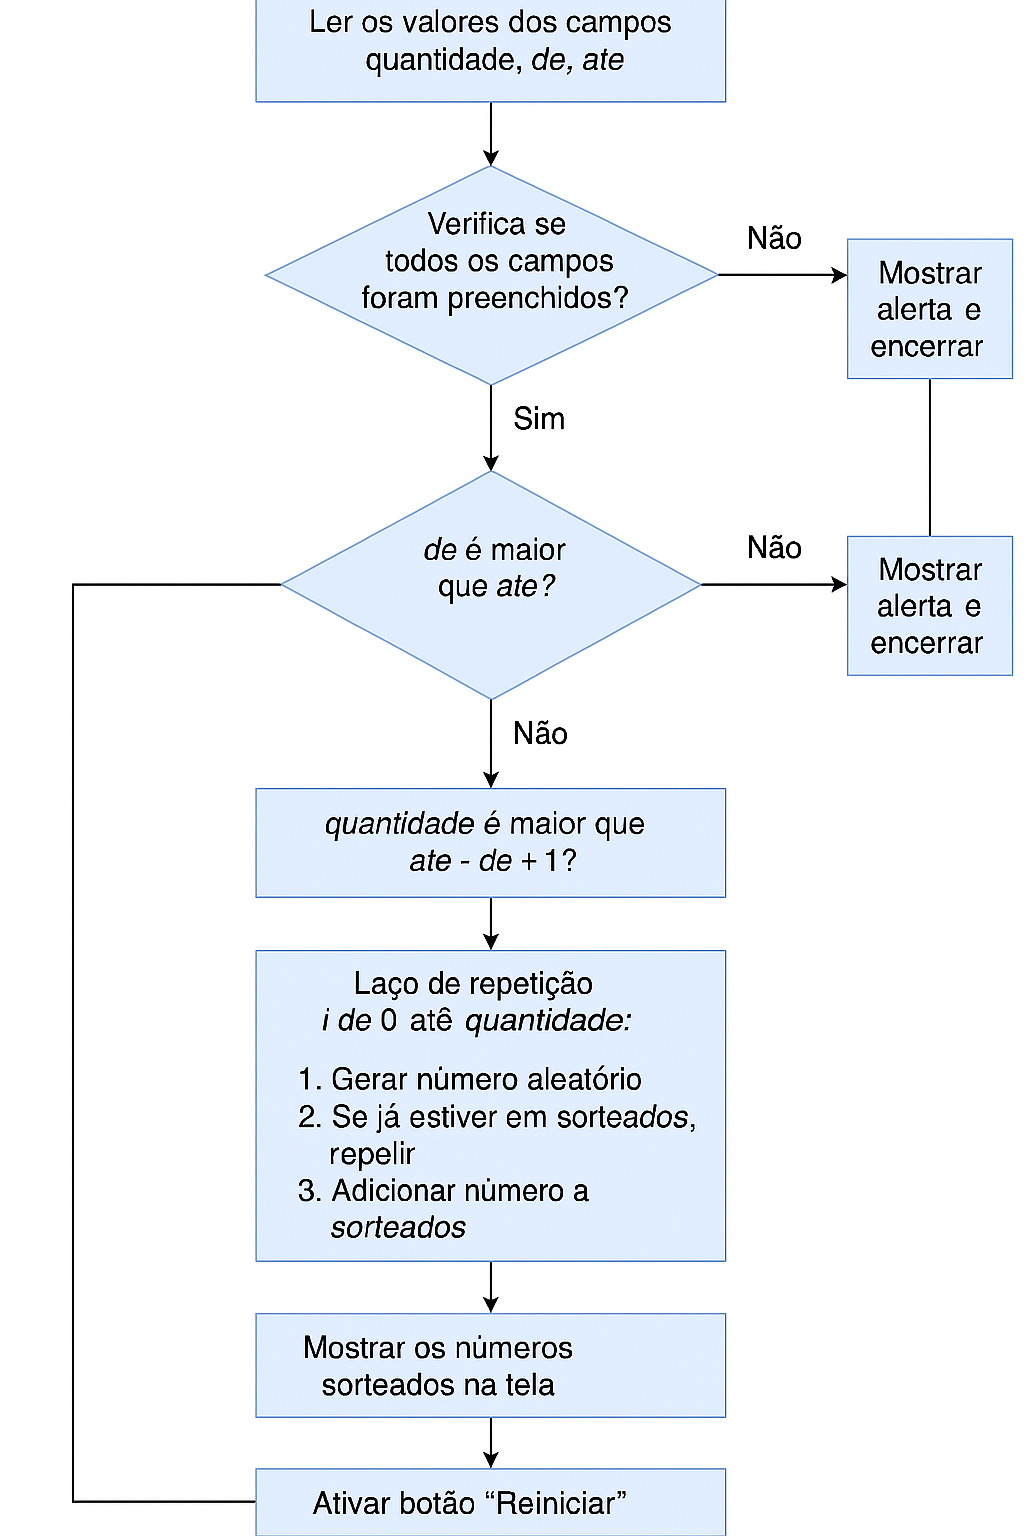 Ler os valores dos campos
quantidade, de, ate
Verifica se
todos os campos
foram preenchidos?
Não
Mostrar
alerta e
encerrar
Sim
de é maior
que ate?
Não
Mostrar
alerta e
encerrar
Não
quantidade é maior que
ate - de + 1?
Laço de repetição
i de 0 atê quantidade:
1. Gerar número aleatório
2. Se já estiver em sorteados,
repelir
3. Adicionar número a
sorteados
Mostrar os números
sorteados na tela
Ativar botão “Reiniciar”